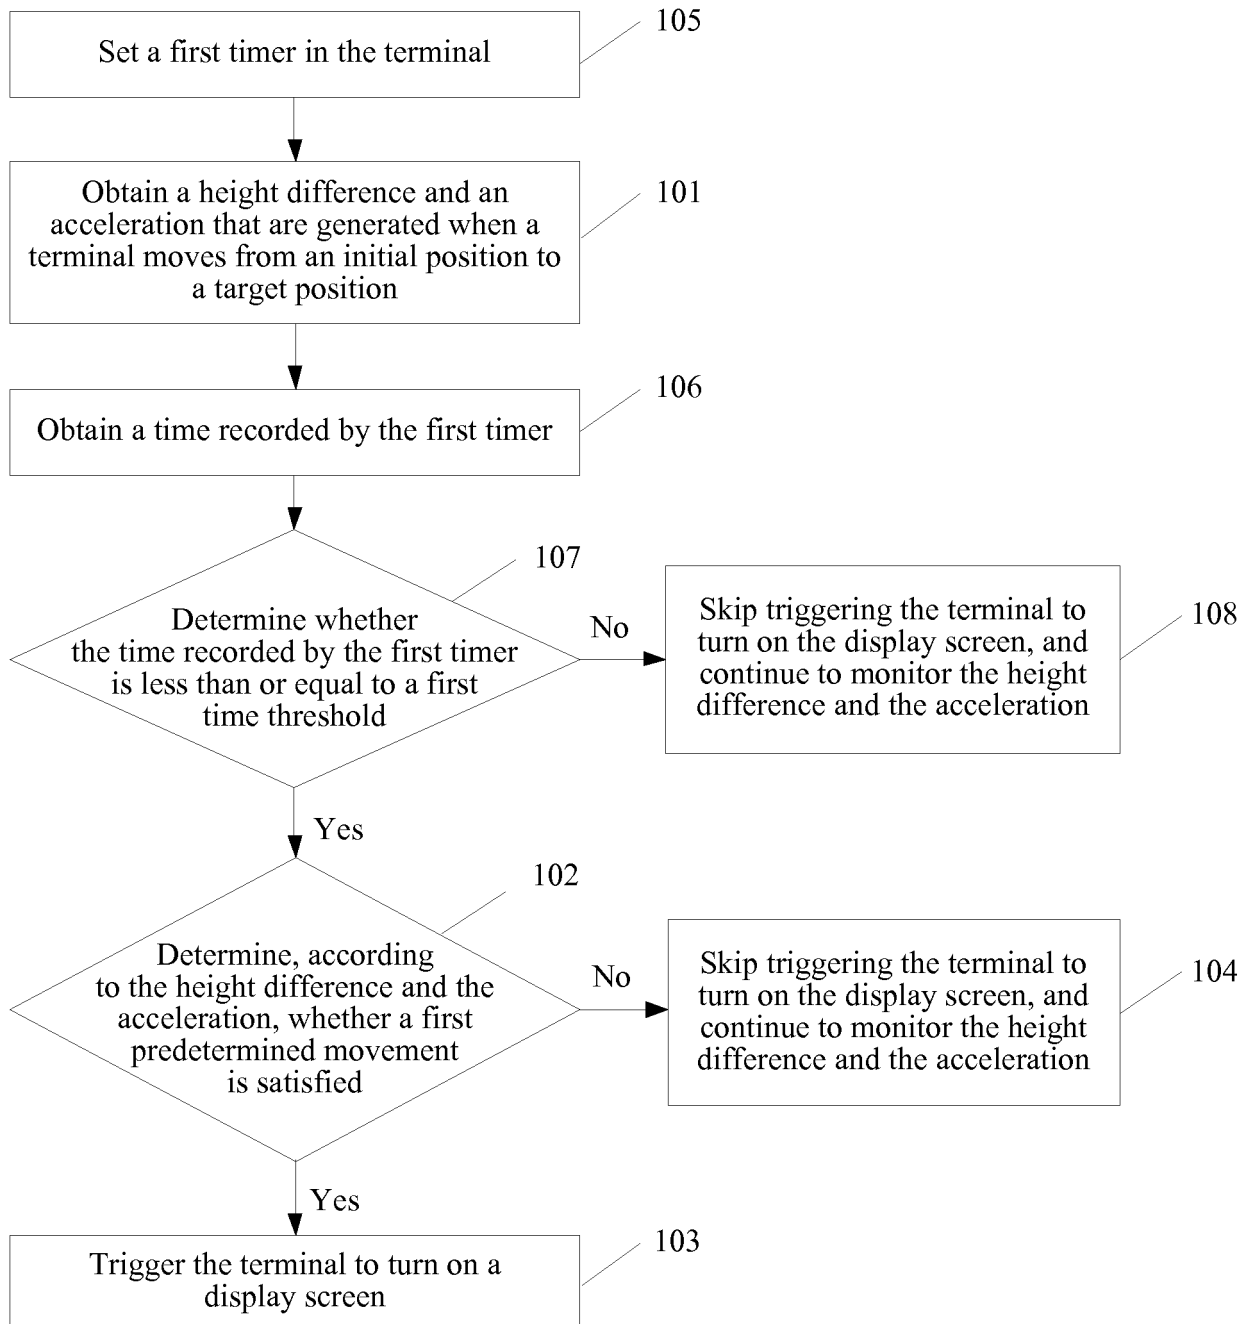 105
Set a first timer in the terminal
101
Obtain a height difference and an
acceleration that are generated when a
terminal moves from an initial position to
a target position
106
Obtain a time recorded by the first timer
107
Determine whether
the time recorded by the first timer
is less than or equal to a first
time threshold
No
Skip triggering the terminal to
turn on the display screen, and
continue to monitor the height
difference and the acceleration
108
Yes
102
Determine, according
to the height difference and the
acceleration, whether a first
predetermined movement
is satisfied
No
Skip triggering the terminal to
turn on the display screen, and
continue to monitor the height
difference and the acceleration
104
Yes
103
Trigger the terminal to turn on a
display screen